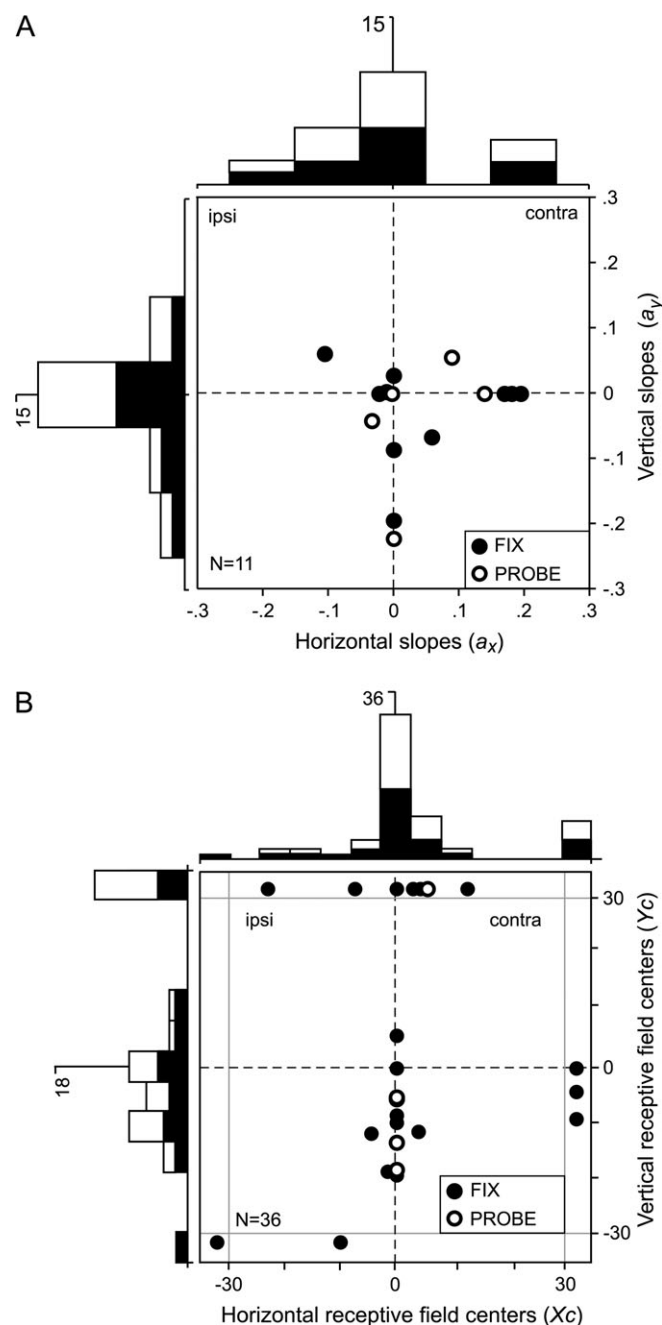 A
15
ipsi
contra
.3
.2
.1
0
-.1
-.2
-.3
Vertical slopes (ay)
15
N=11
FIX
PROBE
-.3
-.2
-.1
0
.1
.2
.3
Horizontal slopes (ax)
B
36
ipsi
contra
30
0
-30
Vertical receptive field centers (Yc)
18
N=36
FIX
PROBE
-30
0
30
Horizontal receptive field centers (Xc)